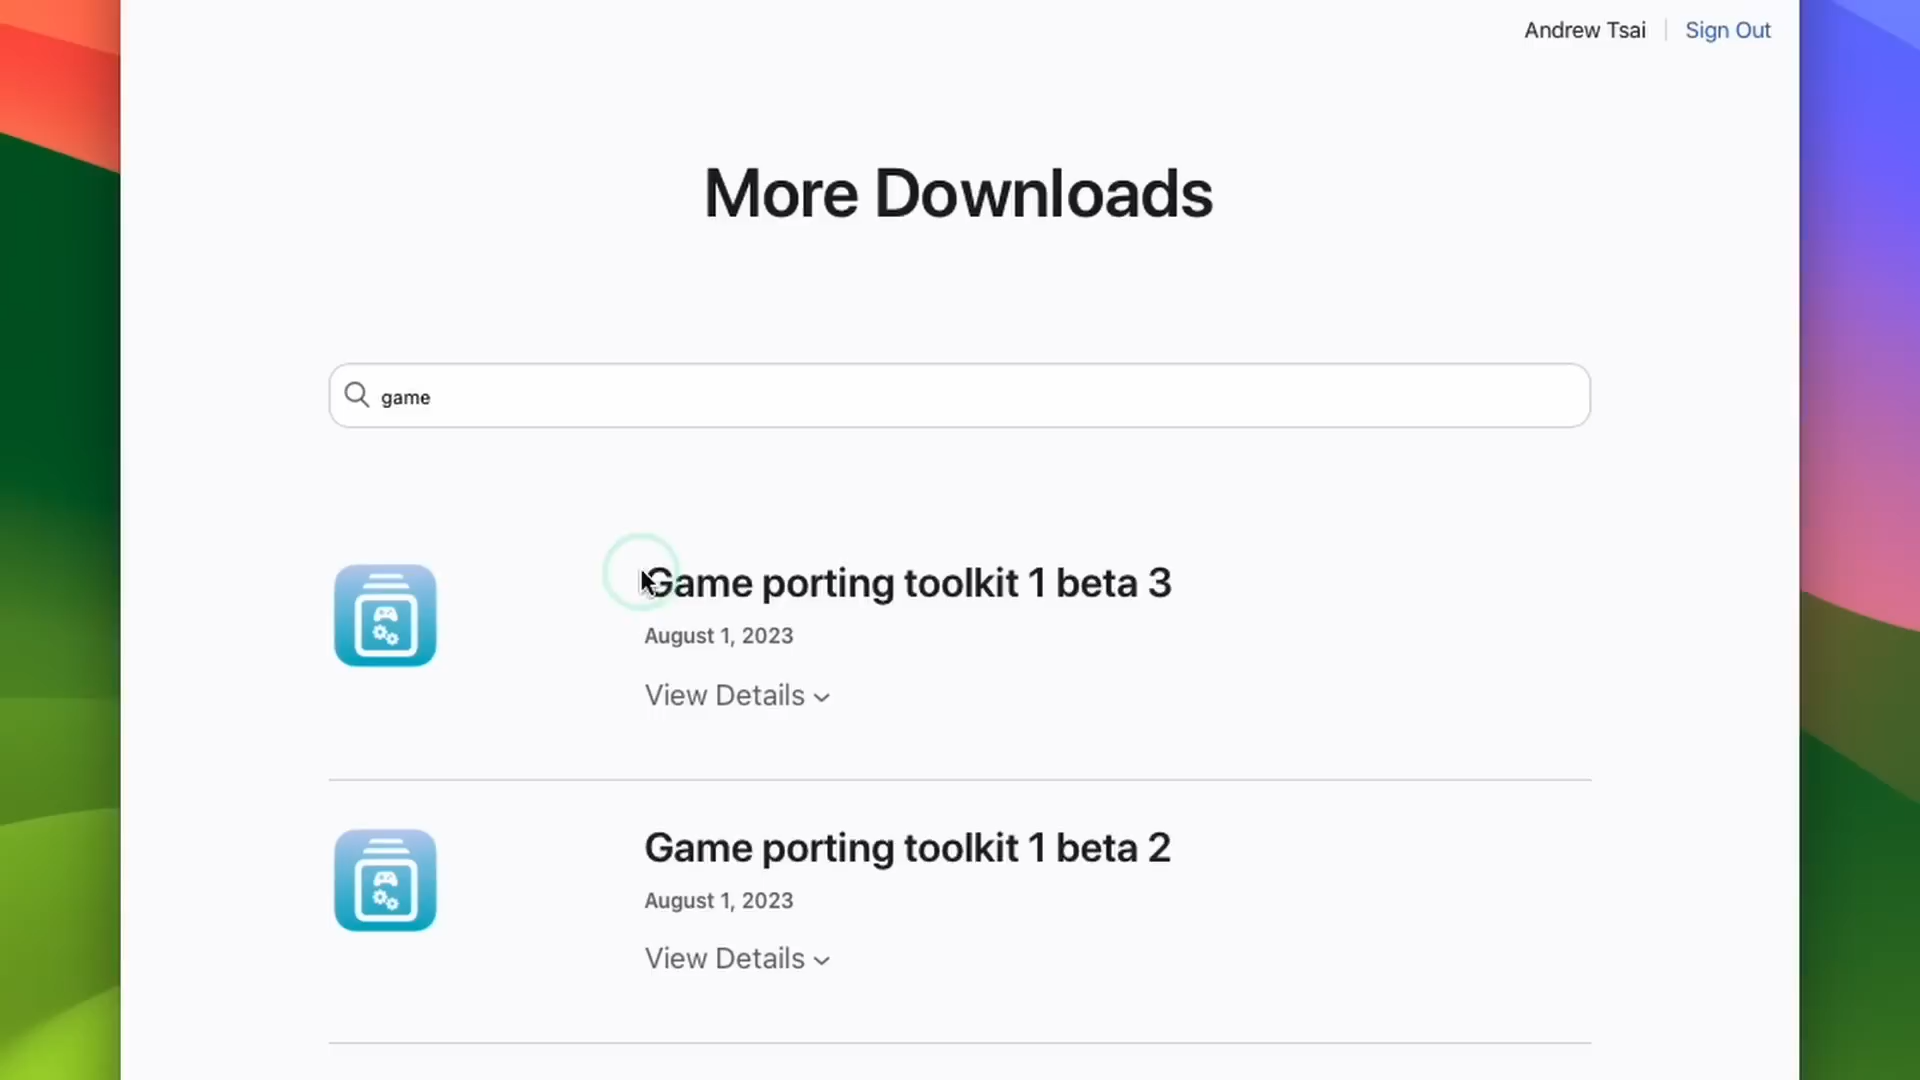 Andrew Tsai
Sign Out
More Downloads
game
Game porting toolkit 1 beta 3
August 1, 2023
View Details
Game porting toolkit 1 beta 2
August 1, 2023
View Details